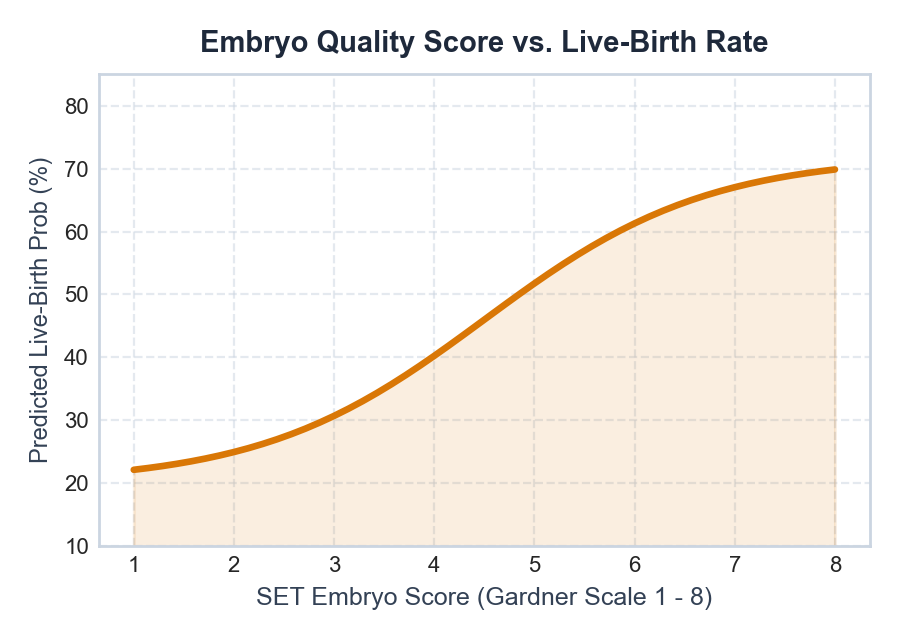 Embryo Quality Score vs. Live-Birth Rate
Predicted Live-Birth Prob (%)
80
70
60
50
40
30
20
10
1 2 3 4 5 6 7 8
SET Embryo Score (Gardner Scale 1 - 8)